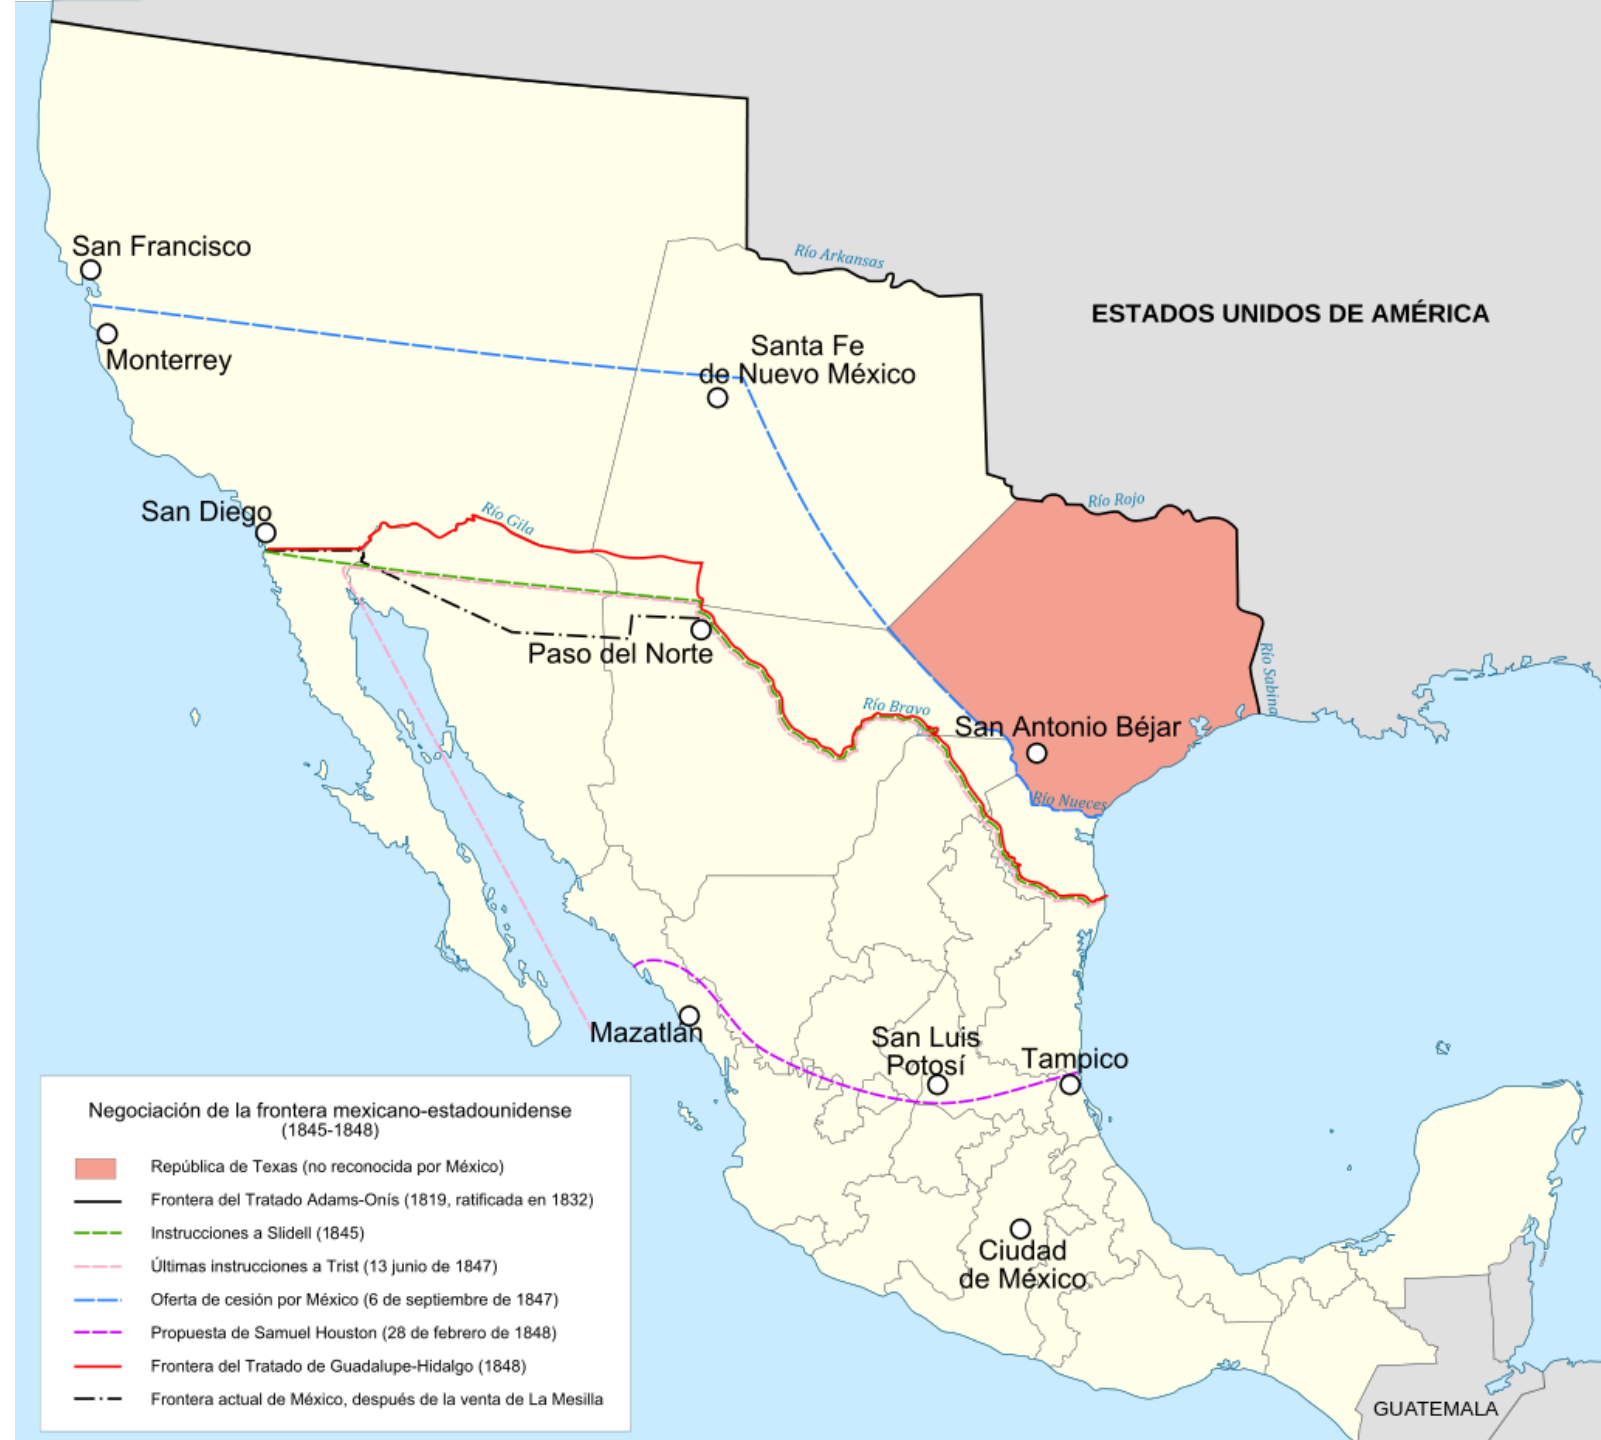 San Francisco
Río Arkansas
ESTADOS UNIDOS DE AMÉRICA
Monterrey
Santa Fe
de Nuevo México
San Diego
Río Gila
Río Rojo
Paso del Norte
Río Sabina
Río Bravo
San Antonio Béjar
Río Nueces
Mazatlán
San Luis
Potosí
Tampico
Ciudad
de México
GUATEMALA
Negociación de la frontera mexicano-estadounidense
(1845-1848)
República de Texas (no reconocida por México)
Frontera del Tratado Adams-Onís (1819, ratificada en 1832)
Instrucciones a Slidell (1845)
Últimas instrucciones a Trist (13 junio de 1847)
Oferta de cesión por México (6 de septiembre de 1847)
Propuesta de Samuel Houston (28 de febrero de 1848)
Frontera del Tratado de Guadalupe-Hidalgo (1848)
Frontera actual de México, después de la venta de La Mesilla